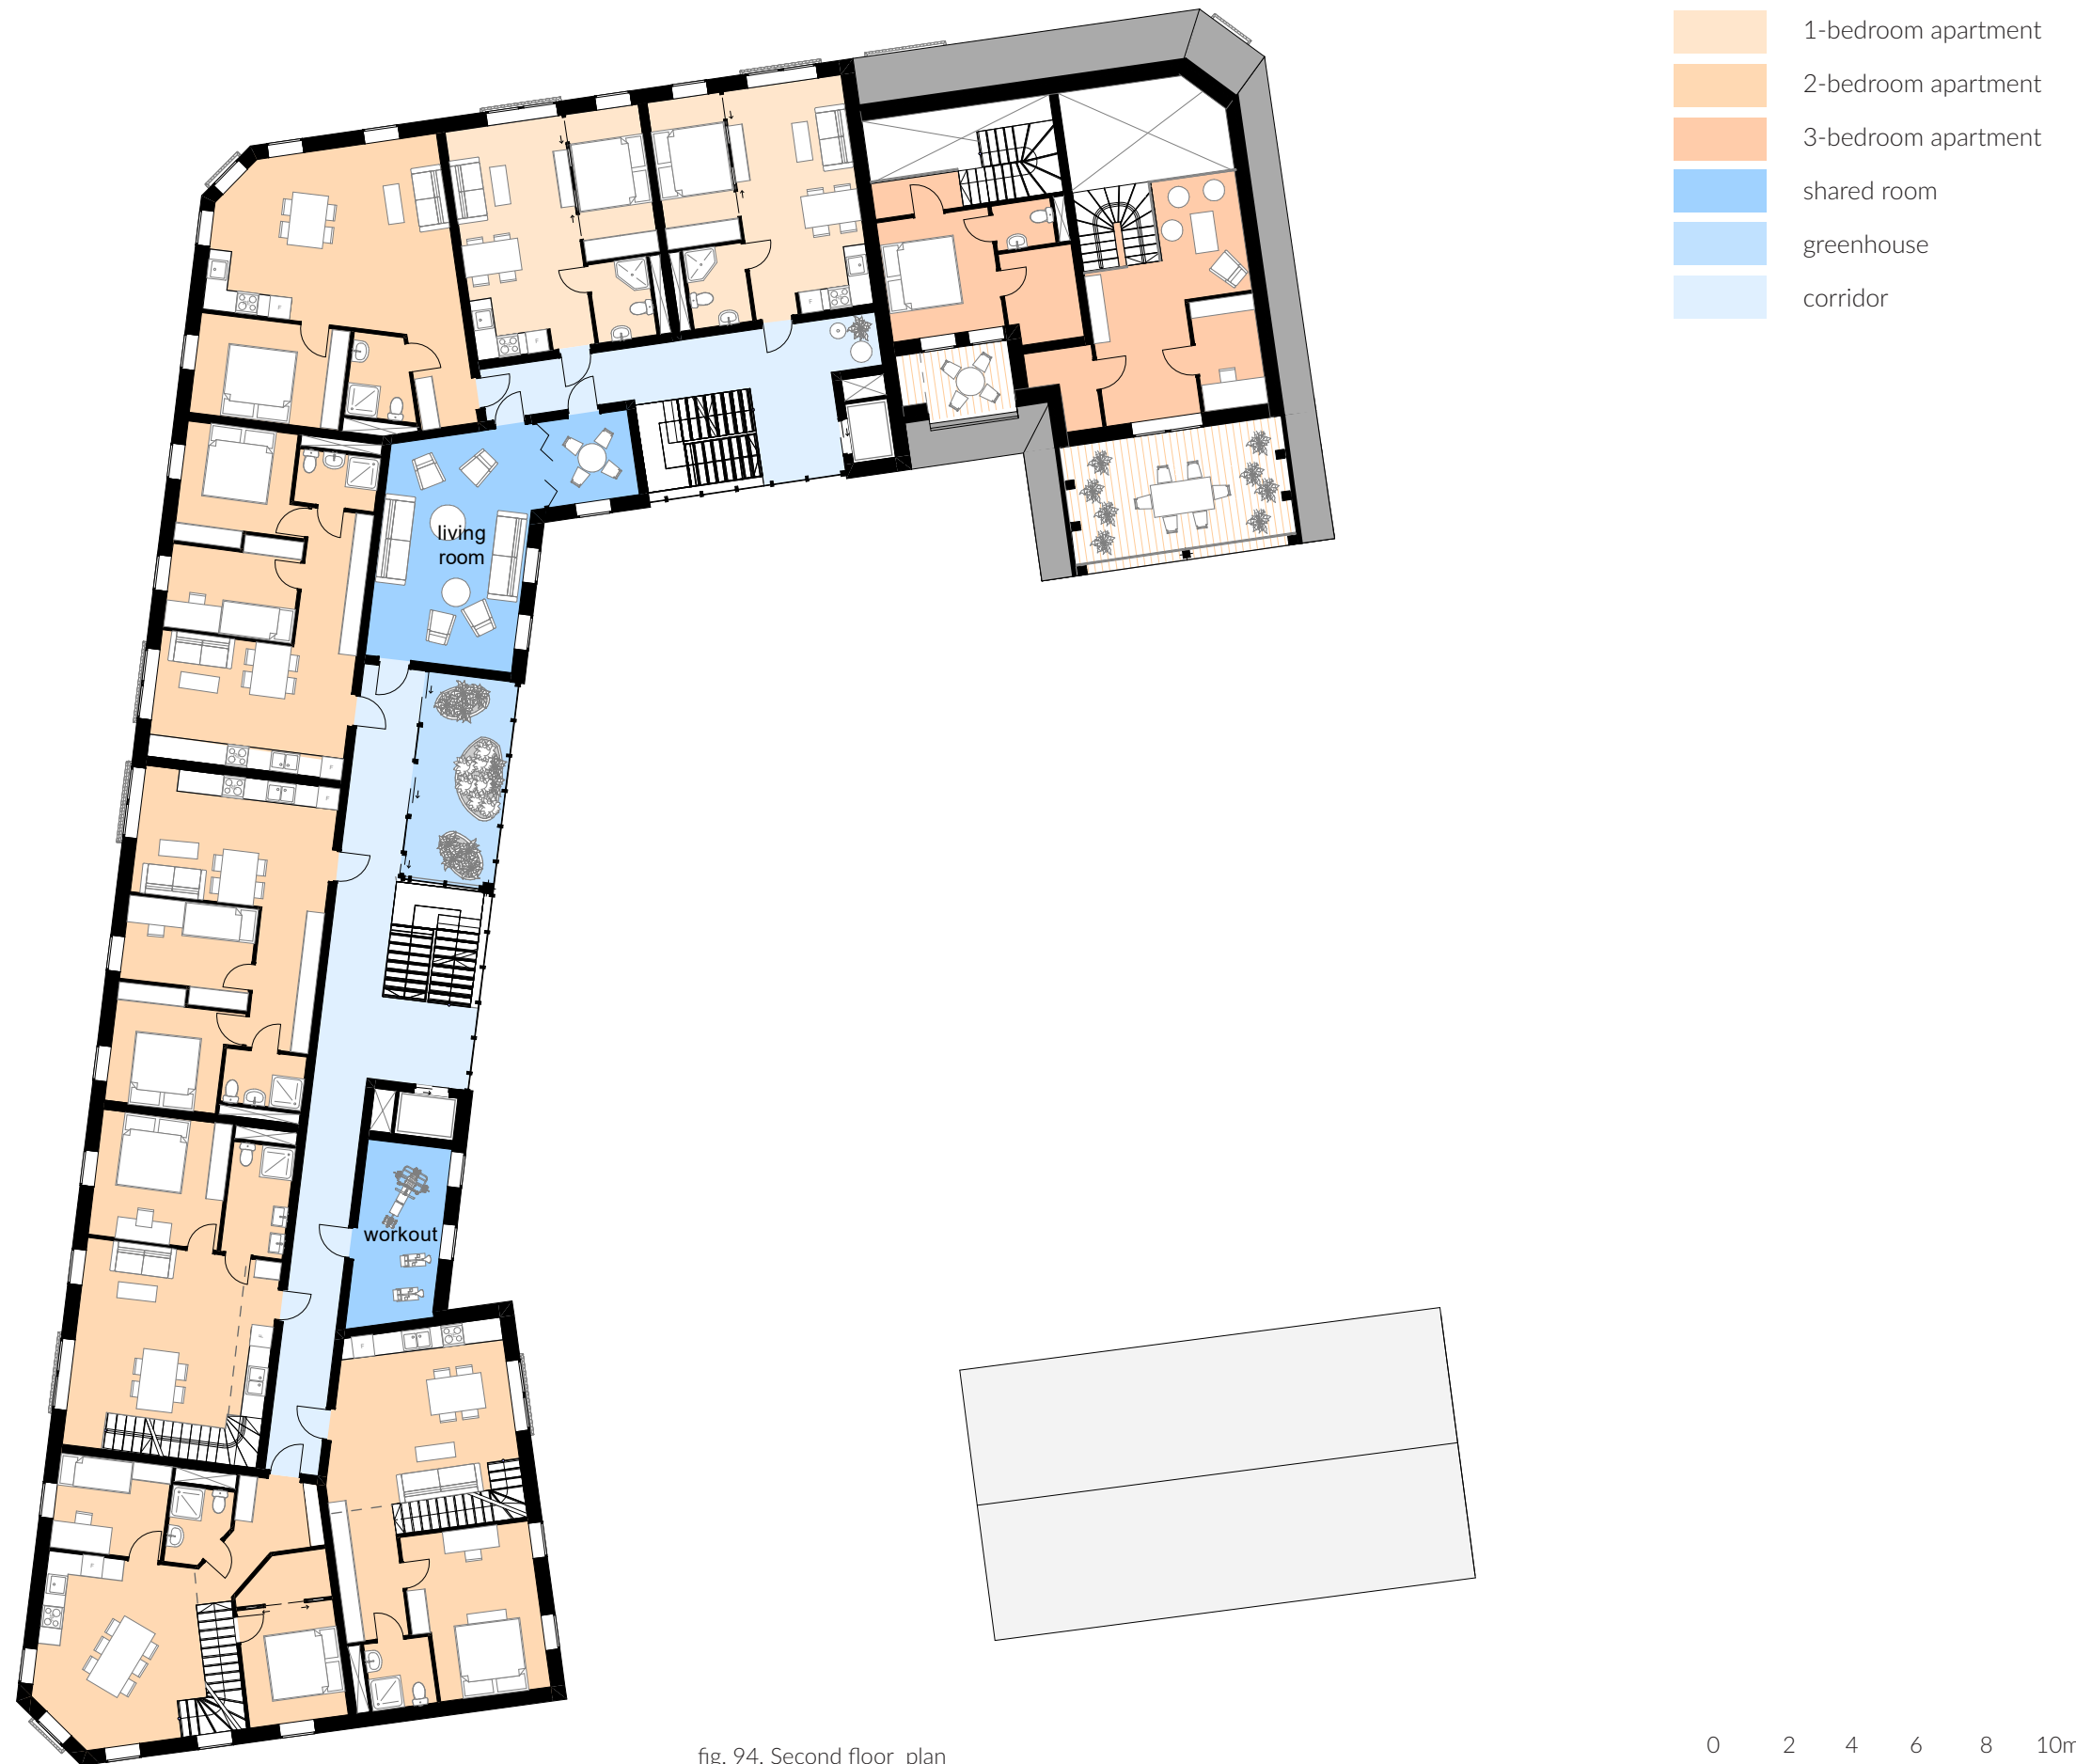 1-bedroom apartment
2-bedroom apartment
3-bedroom apartment
shared room
greenhouse
corridor
living
room
workout
fig. 94. Second floor plan
0 2 4 6 8 10m